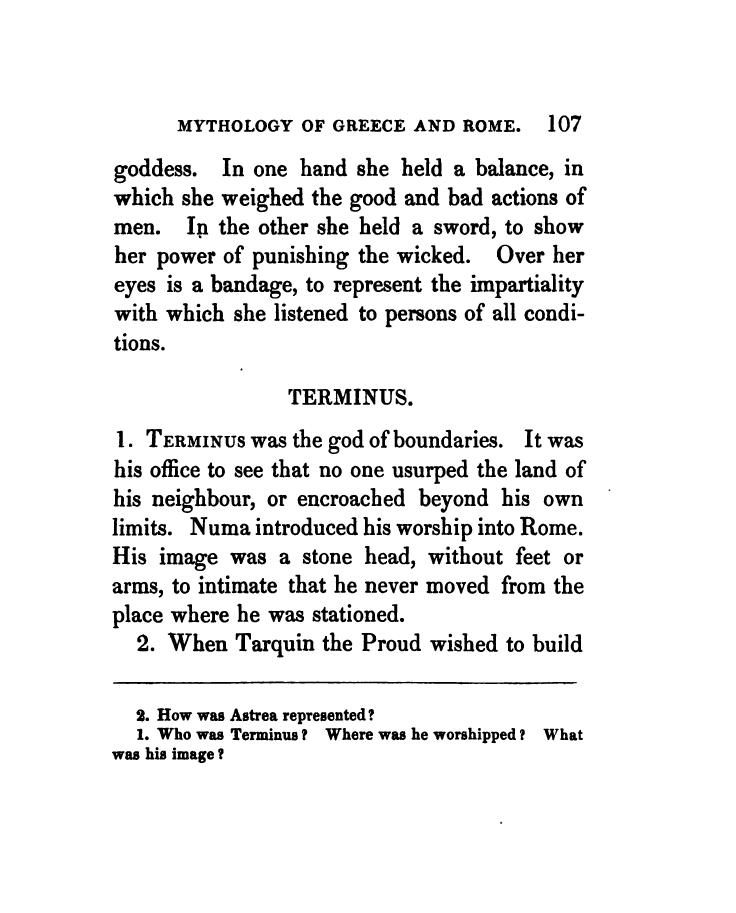 MYTHOLOGY OF GREECE AND ROME. 107
goddess. In one hand she held a balance, in
which she weighed the good and bad actions of
men. In the other she held a sword, to show
her power of punishing the wicked. Over her
eyes is a bandage, to represent the impartiality
with which she listened to persons of all condi-
tions.
TERMINUS.
1. TERMINUS was the god of boundaries. It was
his office to see that no one usurped the land of
his neighbour, or encroached beyond his own
limits. Numa introduced his worship into Rome.
His image was a stone head, without feet or
arms, to intimate that he never moved from the
place where he was stationed.
2. When Tarquin the Proud wished to build
2. How was Astrea represented?
1. Who was Terminus? Where was he worshipped? What
was his image?